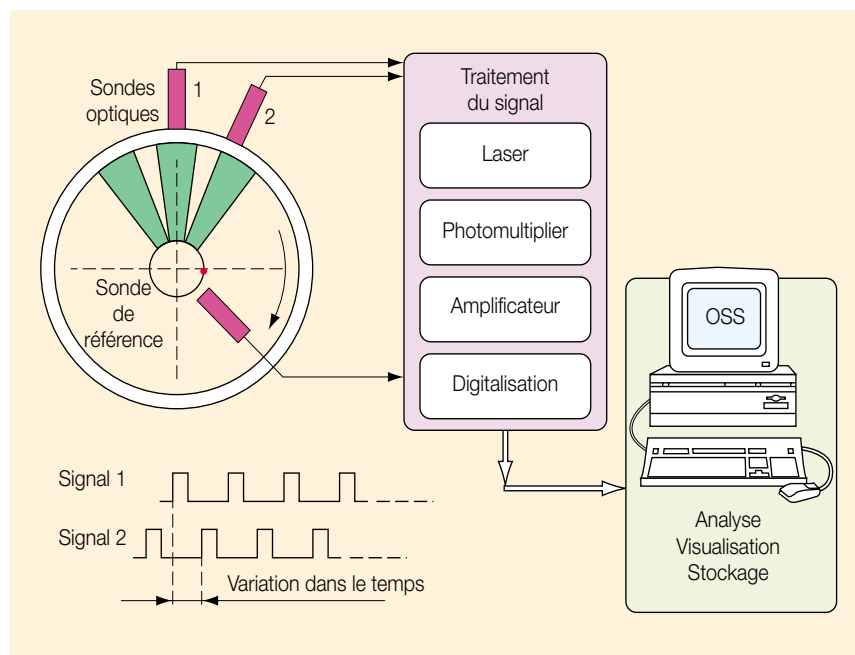 Sondes
optiques
1
2
Sonde
de
référence
Traitement
du signal
Laser
Photomultiplier
Amplificateur
Digitalisation
OSS
Analyse
Visualisation
Stockage
Signal 1
Signal 2
Variation dans le temps